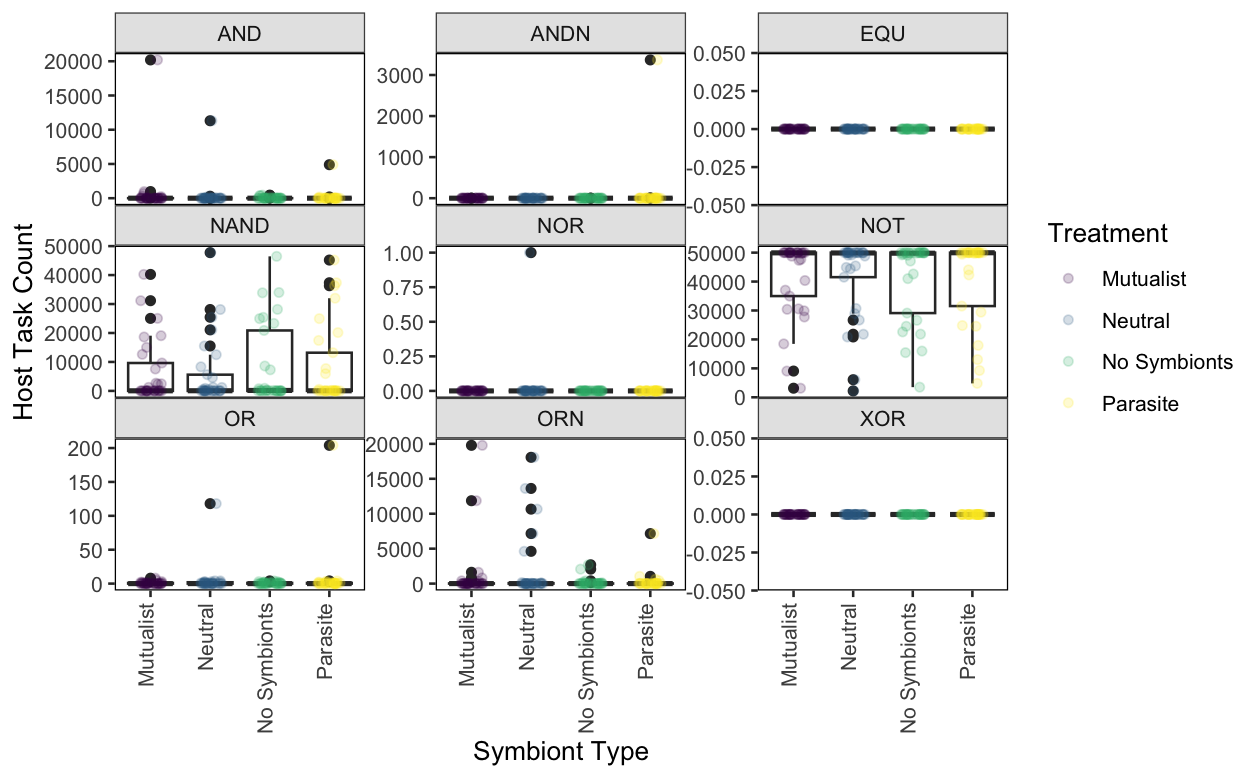 AND
ANDN
EQU
20000
15000
10000
5000
0
3000
2000
1000
0
0.050
0.025
0.000
-0.025
-0.050
NAND
NOR
NOT
50000
40000
30000
20000
10000
0
1.00
0.75
0.50
0.25
0.00
50000
40000
30000
20000
10000
0
OR
ORN
XOR
200
150
100
50
0
20000
15000
10000
5000
0
0.050
0.025
0.000
-0.025
-0.050
Mutualist
Neutral
No Symbionts
Parasite
Mutualist
Neutral
No Symbionts
Parasite
Mutualist
Neutral
No Symbionts
Parasite
Host Task Count
Symbiont Type
Treatment
Mutualist
Neutral
No Symbionts
Parasite